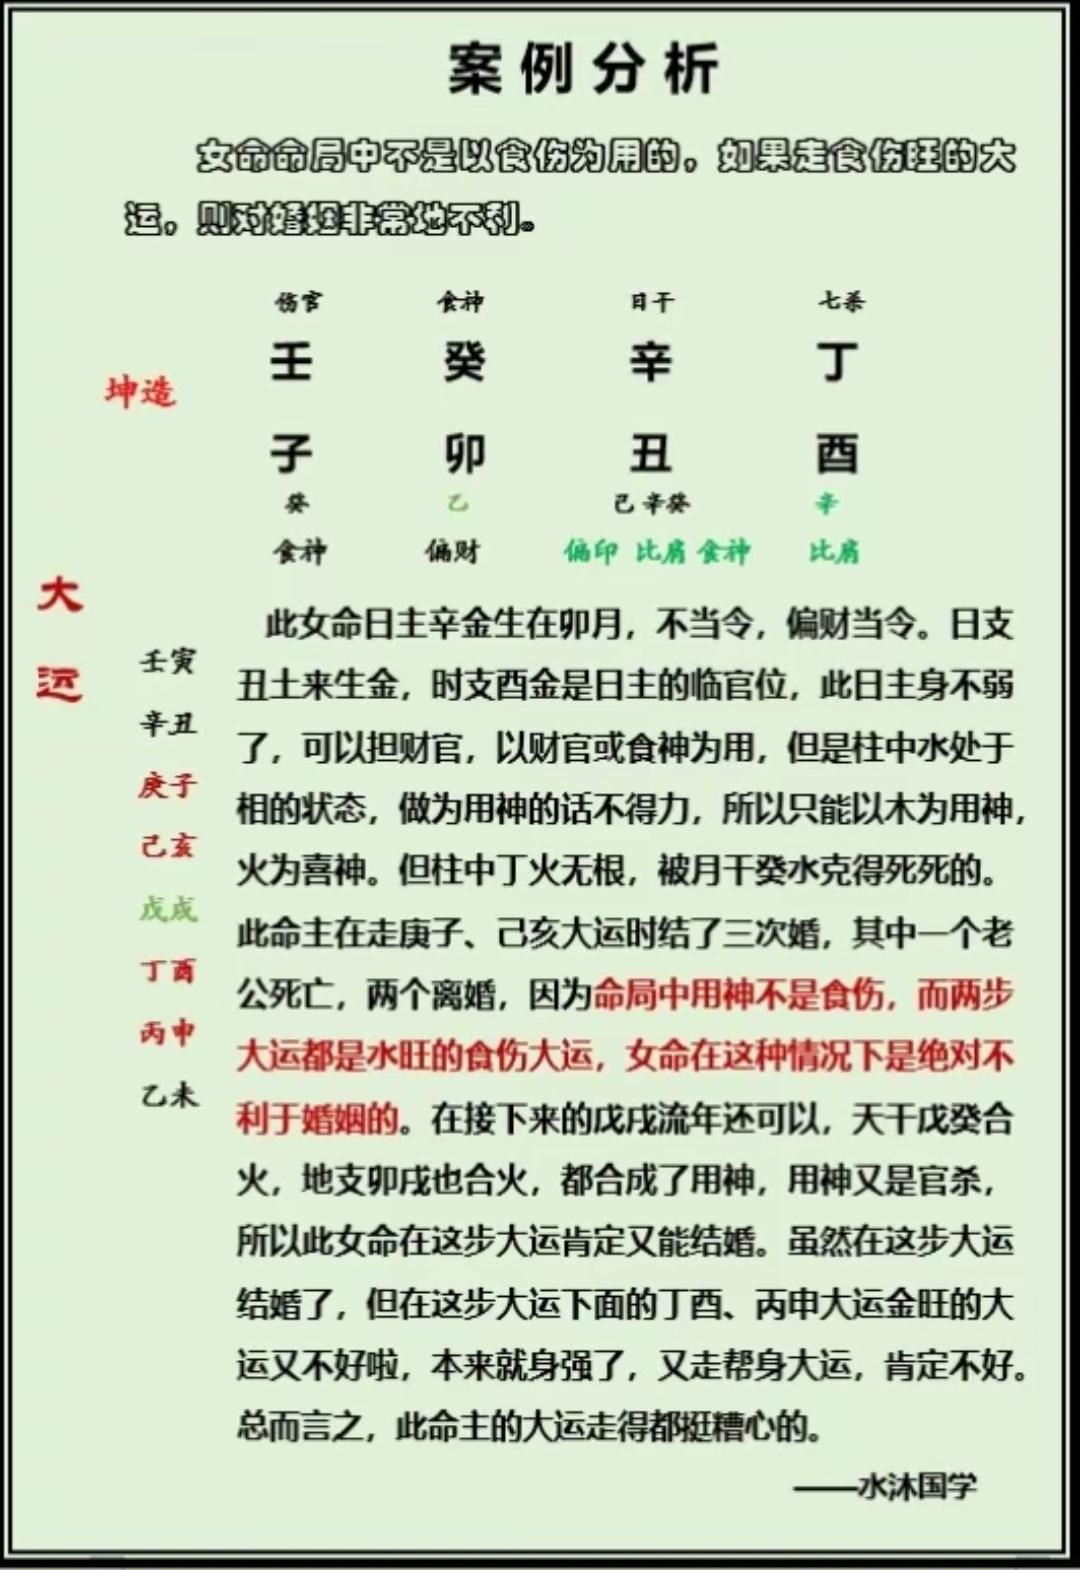 案例分析
女命命局中不是以食伤为用的，如果走食伤旺的大
运，则对婚姻非常地不利。
伤官 食神 日干 七杀
壬 癸 辛 丁
坤造
子 卯 丑 酉
癸 乙 己辛癸 辛
食神 偏财 偏印 比肩 食神 比肩
大
运
壬寅
辛丑
庚子
己亥
戊戌
丁酉
丙申
乙未
此女命日主辛金生在卯月，不当令，偏财当令。日支
丑土来生金，时支酉金是日主的临官位，此日主身不弱
了，可以担财官，以财官或食神为用，但是柱中水处于
相的状态，做为用神的话不得力，所以只能以木为用神，
火为喜神。但柱中丁火无根，被月干癸水克得死死的。
此命主在走庚子、己亥大运时结了三次婚，其中一个老
公死亡，两个离婚，因为命局中用神不是食伤，而两步
大运都是水旺的食伤大运，女命在这种情况下是绝对不
利于婚姻的。在接下来的戊戌流年还可以，天干戊癸合
火，地支卯戌也合火，都合成了用神，用神又是官杀，
所以此女命在这步大运肯定又能结婚。虽然在这步大运
结婚了，但在这步大运下面的丁酉、丙申大运金旺的大
运又不好啦，本来就身强了，又走帮身大运，肯定不好。
总而言之，此命主的大运走得都挺糟心的。
——水沐国学